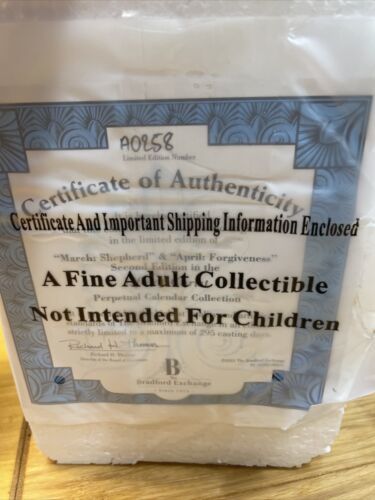 A0258
Limited Edition Number
Certificate of Authenticity
Certificate And Important Shipping Information Enclosed
in the limited edition of
"March: Shepherd" & "April: Forgiveness"
Second Edition in the
A Fine Adult Collectible
Perpetual Calendar Collection
Not Intended For Children
strictly limited to a maximum of 295 casting days.
Richard H. Thomas
B
The
Bradford Exchange